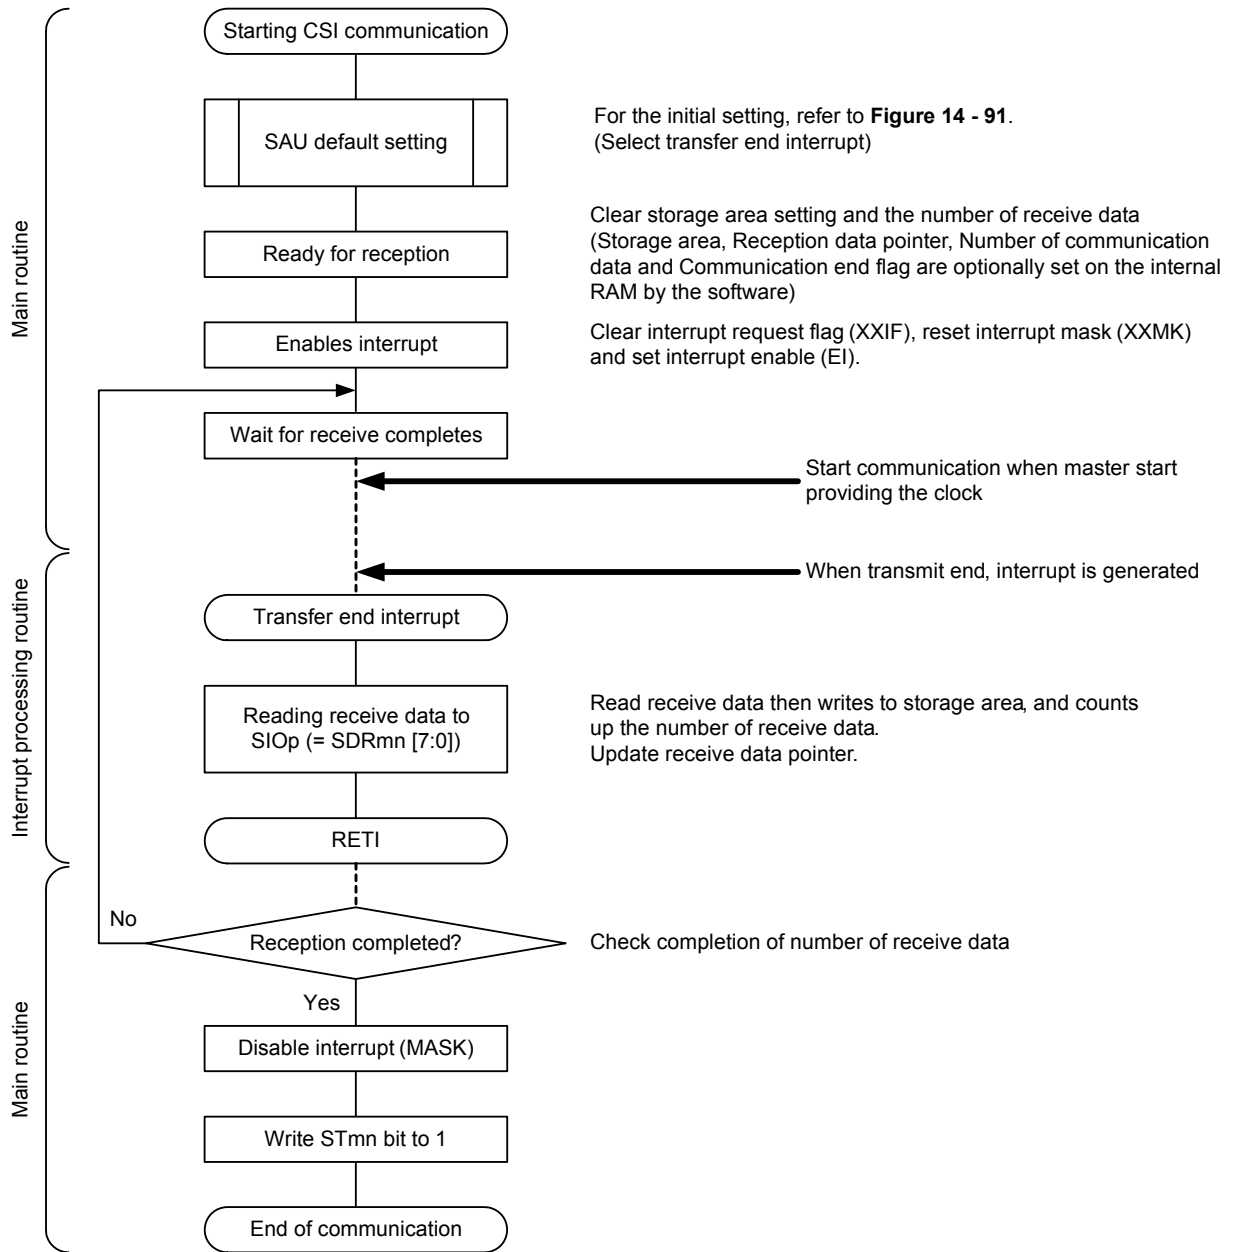 Starting CSI communication
SAU default setting
For the initial setting, refer to Figure 14 - 91.
(Select transfer end interrupt)
Main routine
Ready for reception
Clear storage area setting and the number of receive data
(Storage area, Reception data pointer, Number of communication
data and Communication end flag are optionally set on the internal
RAM by the software)
Enables interrupt
Clear interrupt request flag (XXIF), reset interrupt mask (XXMK)
and set interrupt enable (EI).
Wait for receive completes
Start communication when master start
providing the clock
When transmit end, interrupt is generated
Interrupt processing routine
Transfer end interrupt
Reading receive data to
SIOp (= SDRmn [7:0])
Read receive data then writes to storage area, and counts
up the number of receive data.
Update receive data pointer.
RETI
No
Reception completed?
Check completion of number of receive data
Yes
Main routine
Disable interrupt (MASK)
Write STmn bit to 1
End of communication